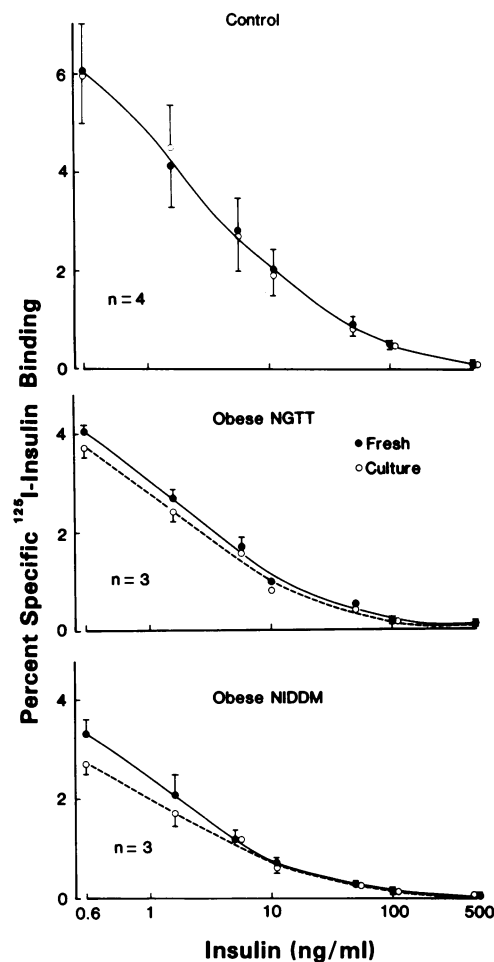 Control
6
4
2
0
n = 4
Percent Specific ¹²⁵I-Insulin Binding
Obese NGTT
● Fresh
○ Culture
4
2
0
n = 3
Obese NIDDM
4
2
0
n = 3
0.6 1 10 100 500
Insulin (ng/ml)